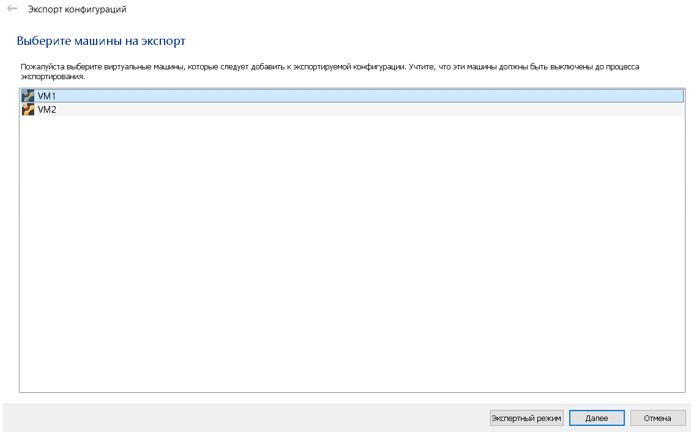 Экспорт конфигураций
Выберите машины на экспорт
Пожалуйста выберите виртуальные машины, которые следует добавить к экспортируемой конфигурации. Учтите, что эти машины должны быть выключены до процесса
экспортирования.
VM1
VM2
Экспертный режим Далее Отмена